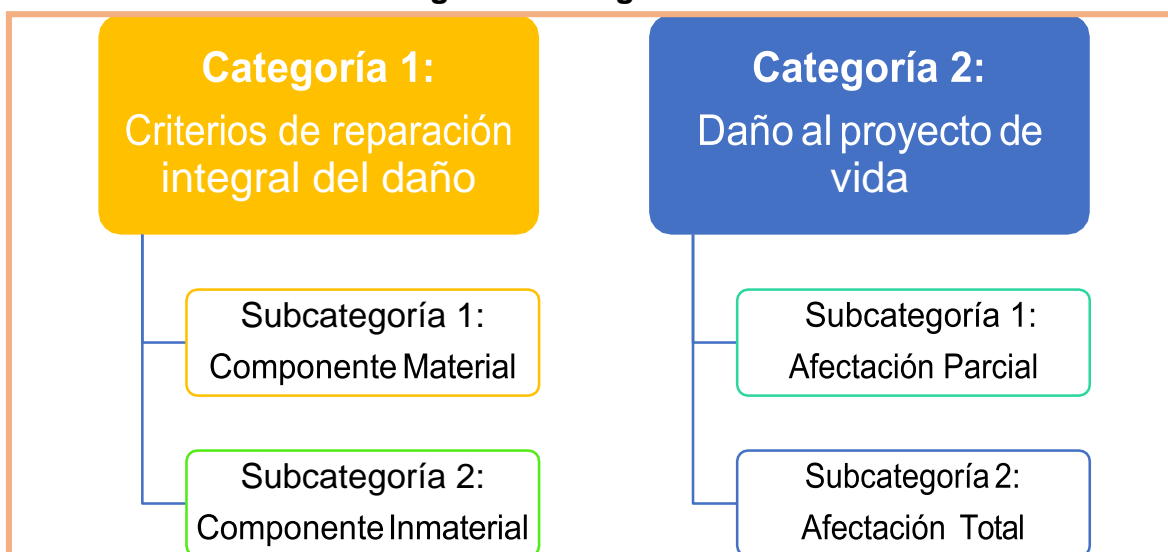 Categoría 1:
Criterios de reparación
integral del daño
Subcategoría 1:
Componente Material
Subcategoría 2:
Componente Inmaterial
Categoría 2:
Daño al proyecto de
vida
Subcategoría 1:
Afectación Parcial
Subcategoría 2:
Afectación Total